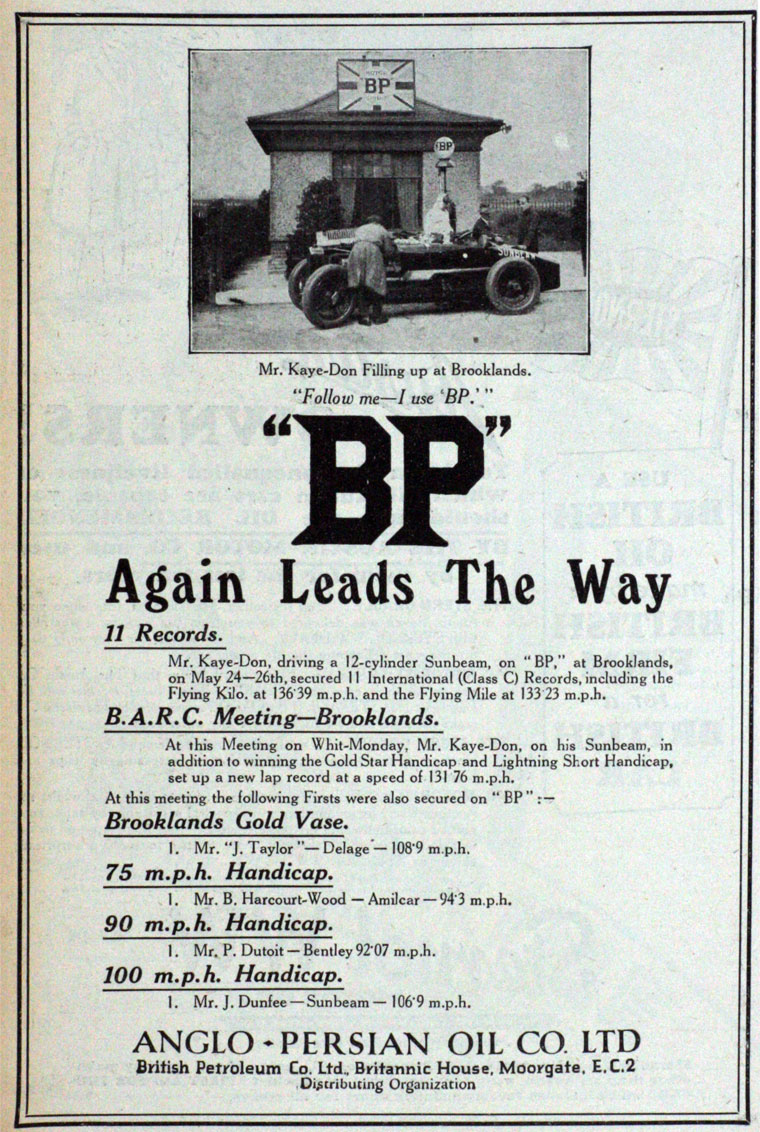 BP
BP
SUNBEAM
Mr. Kaye-Don Filling up at Brooklands.
"Follow me—I use 'BP.'"
"BP"
Again Leads The Way
11 Records.
Mr. Kaye-Don, driving a 12-cylinder Sunbeam, on "BP," at Brooklands,
on May 24—26th, secured 11 International (Class C) Records, including the
Flying Kilo. at 136·39 m.p.h. and the Flying Mile at 133·23 m.p.h.
B.A.R.C. Meeting—Brooklands.
At this Meeting on Whit-Monday, Mr. Kaye-Don, on his Sunbeam, in
addition to winning the Gold Star Handicap and Lightning Short Handicap,
set up a new lap record at a speed of 131·76 m.p.h.
At this meeting the following Firsts were also secured on "BP" :—
Brooklands Gold Vase.
1. Mr. "J. Taylor"— Delage — 108·9 m.p.h.
75 m.p.h. Handicap.
1. Mr. B. Harcourt-Wood — Amilcar — 94·3 m.p.h.
90 m.p.h. Handicap.
1. Mr. P. Dutoit — Bentley 92·07 m.p.h.
100 m.p.h. Handicap.
1. Mr. J. Dunfee — Sunbeam — 106·9 m.p.h.
ANGLO-PERSIAN OIL CO. LTD
British Petroleum Co. Ltd., Britannic House, Moorgate, E.C.2
Distributing Organization